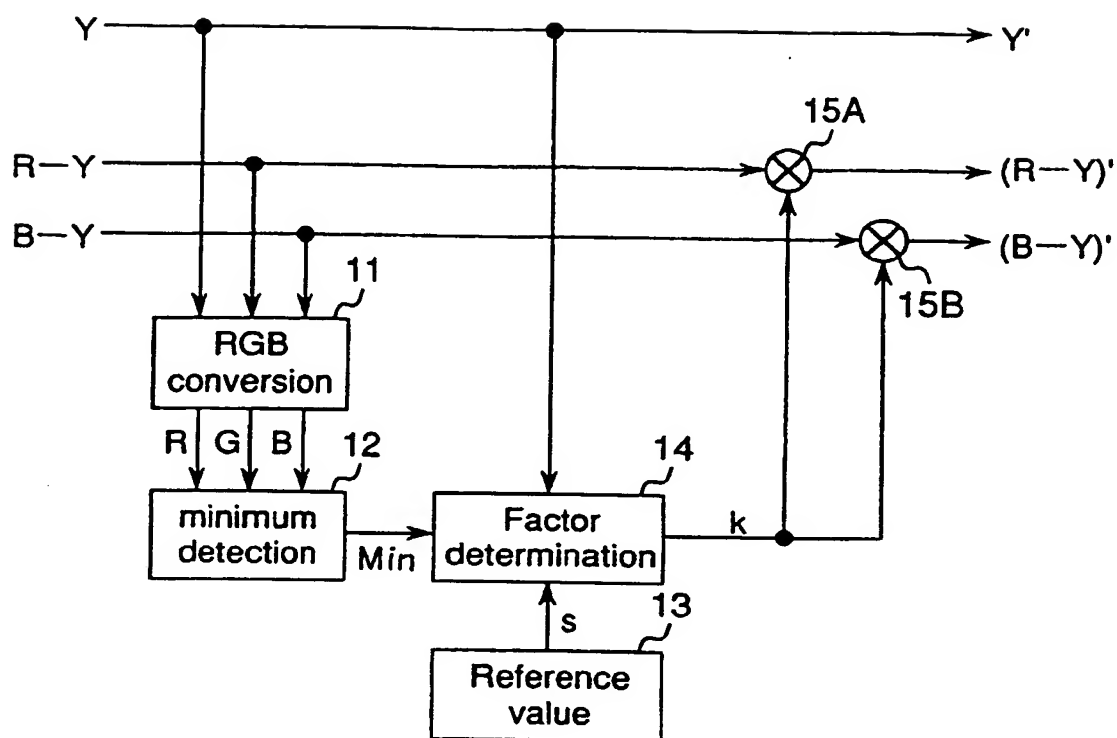 Y
Y'
15A
R—Y
(R—Y)'
B—Y
(B—Y)'
11
15B
RGB
conversion
R
G
B
12
14
minimum
detection
Min
Factor
determination
k
s
13
Reference
value